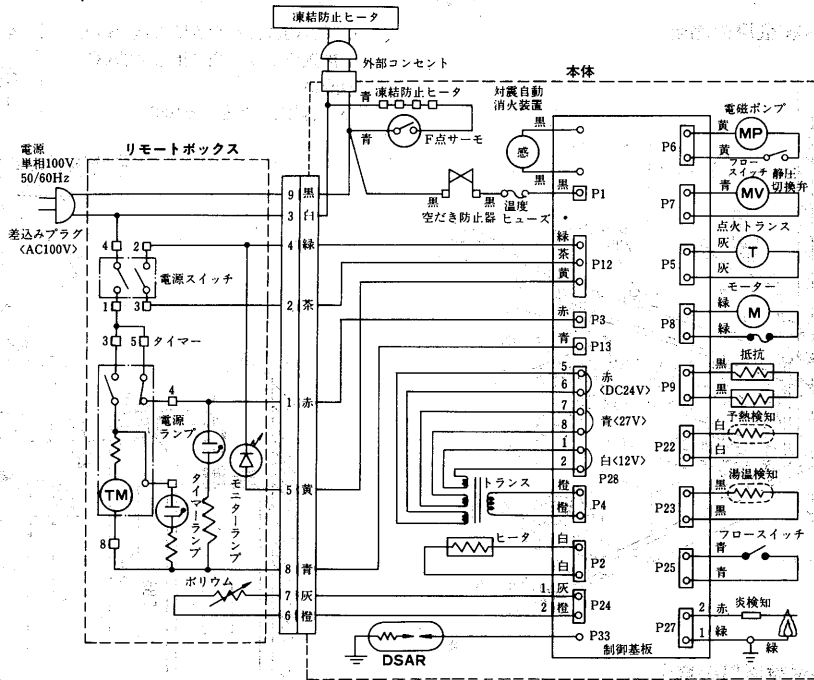 凍結防止ヒータ
外部コンセント
本体
青 凍結防止ヒータ
青 F点サーモ
対震自動
消火装置
黒
感
黒
電源
単相100V
50/60Hz
差込みプラグ
<AC100V>
リモートボックス
9 黒
3 白
4 緑
2 茶
1 赤
5 黄
8 青
7 灰
6 橙
4 2
電源スイッチ
1 3
3 5 タイマー
4
電源
ランプ
TM
8
タイマーランプ
モニターランプ
ボリウム
黒 黒
空だき防止器
温度
ヒューズ
黒 P1
緑
茶
黄
P12
赤 P3
青 P13
5
6
赤
<DC24V>
7
8
青<27V>
1
2
白<12V>
P28
トランス
橙
橙
P4
ヒータ
白
白
P2
1 灰
2 橙
P24
P33
DSAR
制御基板
電磁ポンプ
P6 黄 MP
黄
フロー
スイッチ
静圧
切換弁
P7 青 MV
点火トランス
P5 灰 T
灰
モーター
P8 緑 M
緑
抵抗
P9 黒
黒
予熱検知
P22 白
白
湯温検知
P23 黒
黒
フロースイッチ
P25 青
青
P27 2 赤 炎検知
1 緑
緑